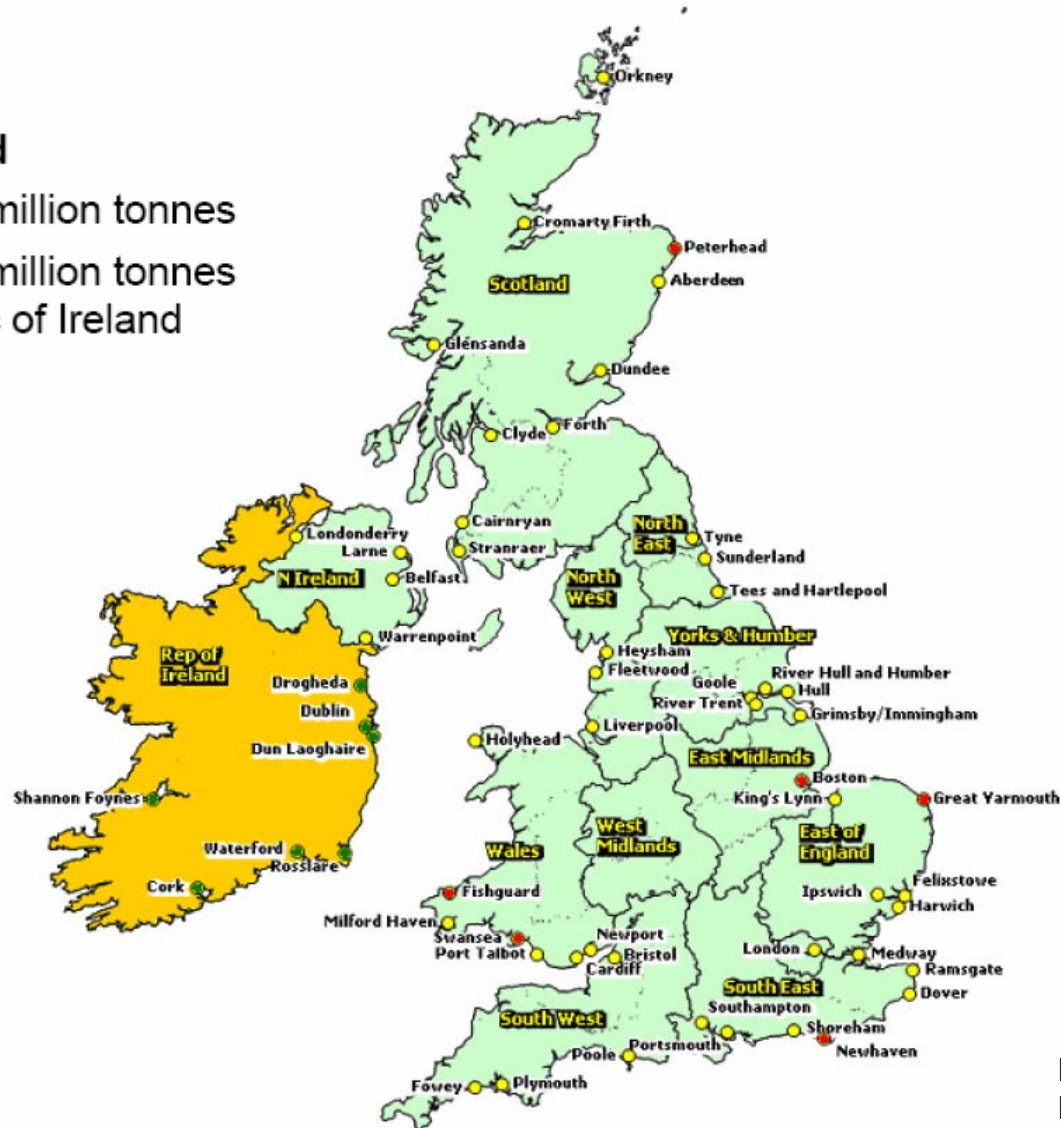 million tonnes
million tonnes
of Ireland
Orkney
Cromarty Firth
Peterhead
Scotland
Aberdeen
Glensanda
Dundee
Clyde
Forth
Cairnryan
Stranraer
North
East
Tyne
Sunderland
Londonderry
Larne
N Ireland
Belfast
North
West
Tees and Hartlepool
Warrenpoint
Yorks & Humber
Rep of
Ireland
Heysham
Fleetwood
River Hull and Humber
Goole
Hull
River Trent
Grimsby/Immingham
Drogheda
Dublin
Dun Laoghaire
Liverpool
Holyhead
East Midlands
Boston
King's Lynn
Great Yarmouth
Shannon Foynes
West
Midlands
East of
England
Waterford
Rosslare
Wales
Cork
Fishguard
Ipswich
Felixstowe
Harwich
Milford Haven
Swansea
Port Talbot
Newport
Bristol
Cardiff
London
Medway
Ramsgate
South East
Dover
Southampton
South West
Shoreham
Portsmouth
Newhaven
Poole
Fowey
Plymouth